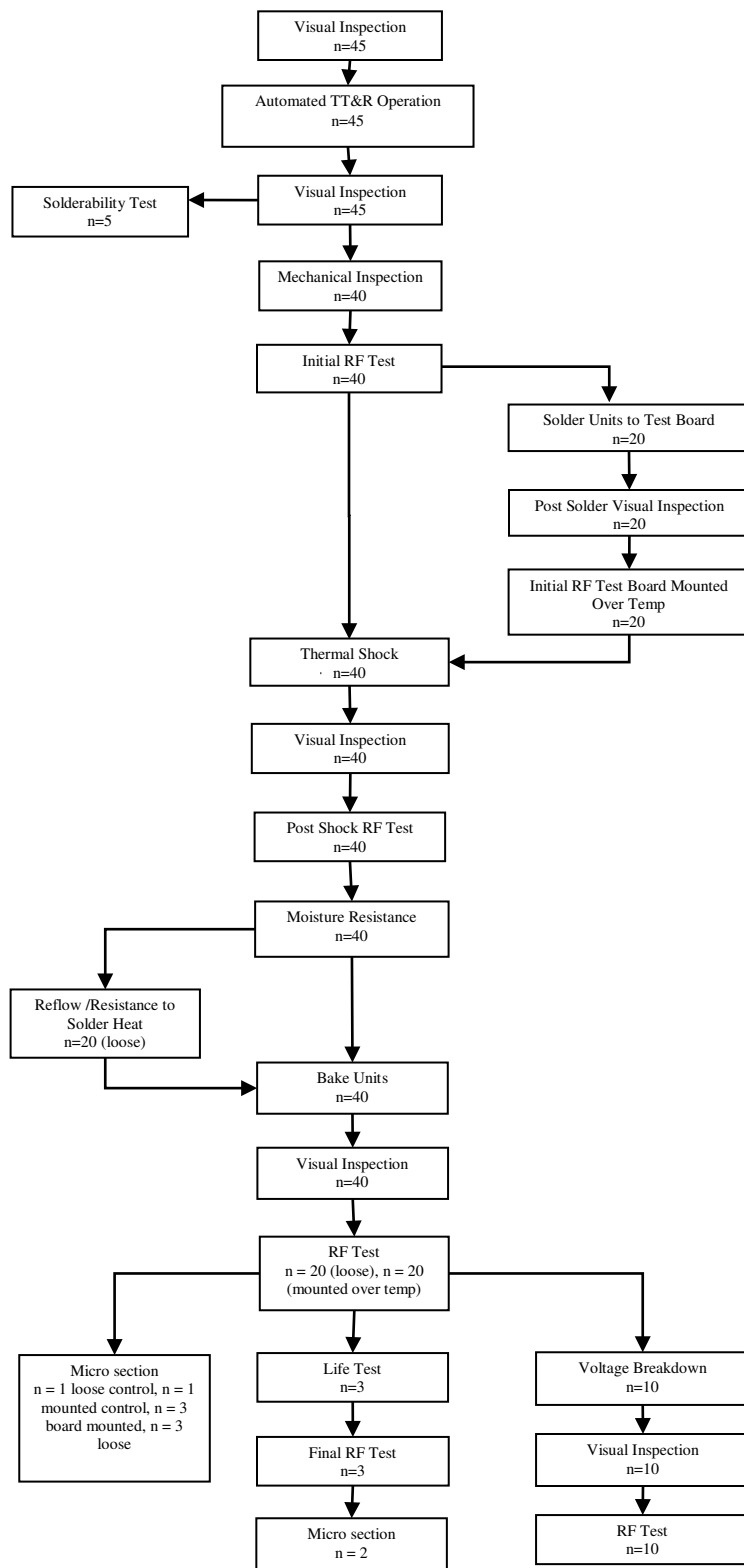 Visual Inspection
n=45
Automated TT&R Operation
n=45
Visual Inspection
n=45
Solderability Test
n=5
Mechanical Inspection
n=40
Initial RF Test
n=40
Solder Units to Test Board
n=20
Post Solder Visual Inspection
n=20
Initial RF Test Board Mounted
Over Temp
n=20
Thermal Shock
n=40
Visual Inspection
n=40
Post Shock RF Test
n=40
Moisture Resistance
n=40
Reflow /Resistance to
Solder Heat
n=20 (loose)
Bake Units
n=40
Visual Inspection
n=40
RF Test
n = 20 (loose), n = 20
(mounted over temp)
Micro section
n = 1 loose control, n = 1
mounted control, n = 3
board mounted, n = 3
loose
Life Test
n=3
Final RF Test
n=3
Micro section
n = 2
Voltage Breakdown
n=10
Visual Inspection
n=10
RF Test
n=10